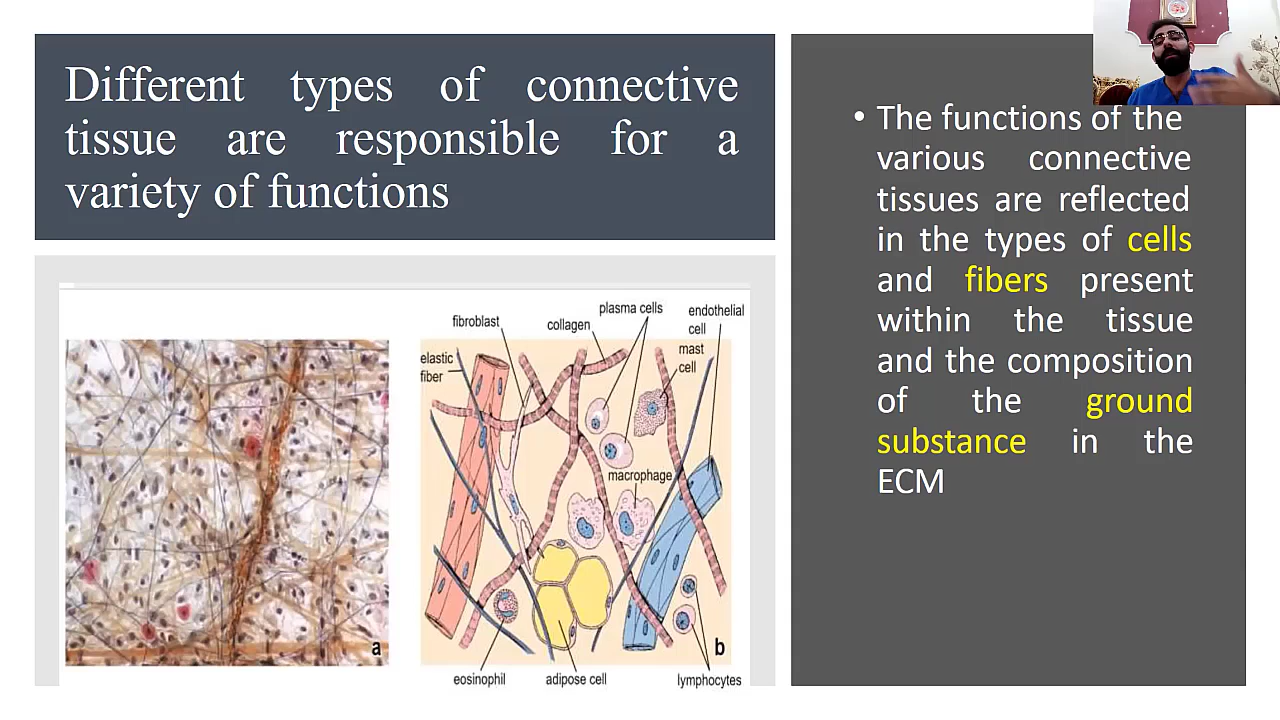 Different types of connective
tissue are responsible for a
variety of functions
• The functions of the
various connective
tissues are reflected
in the types of cells
and fibers present
within the tissue
and the composition
of the ground
substance in the
ECM
plasma cells
endothelial
cell
fibroblast
collagen
mast
cell
elastic
fiber
macrophage
a
b
eosinophil
adipose cell
lymphocytes